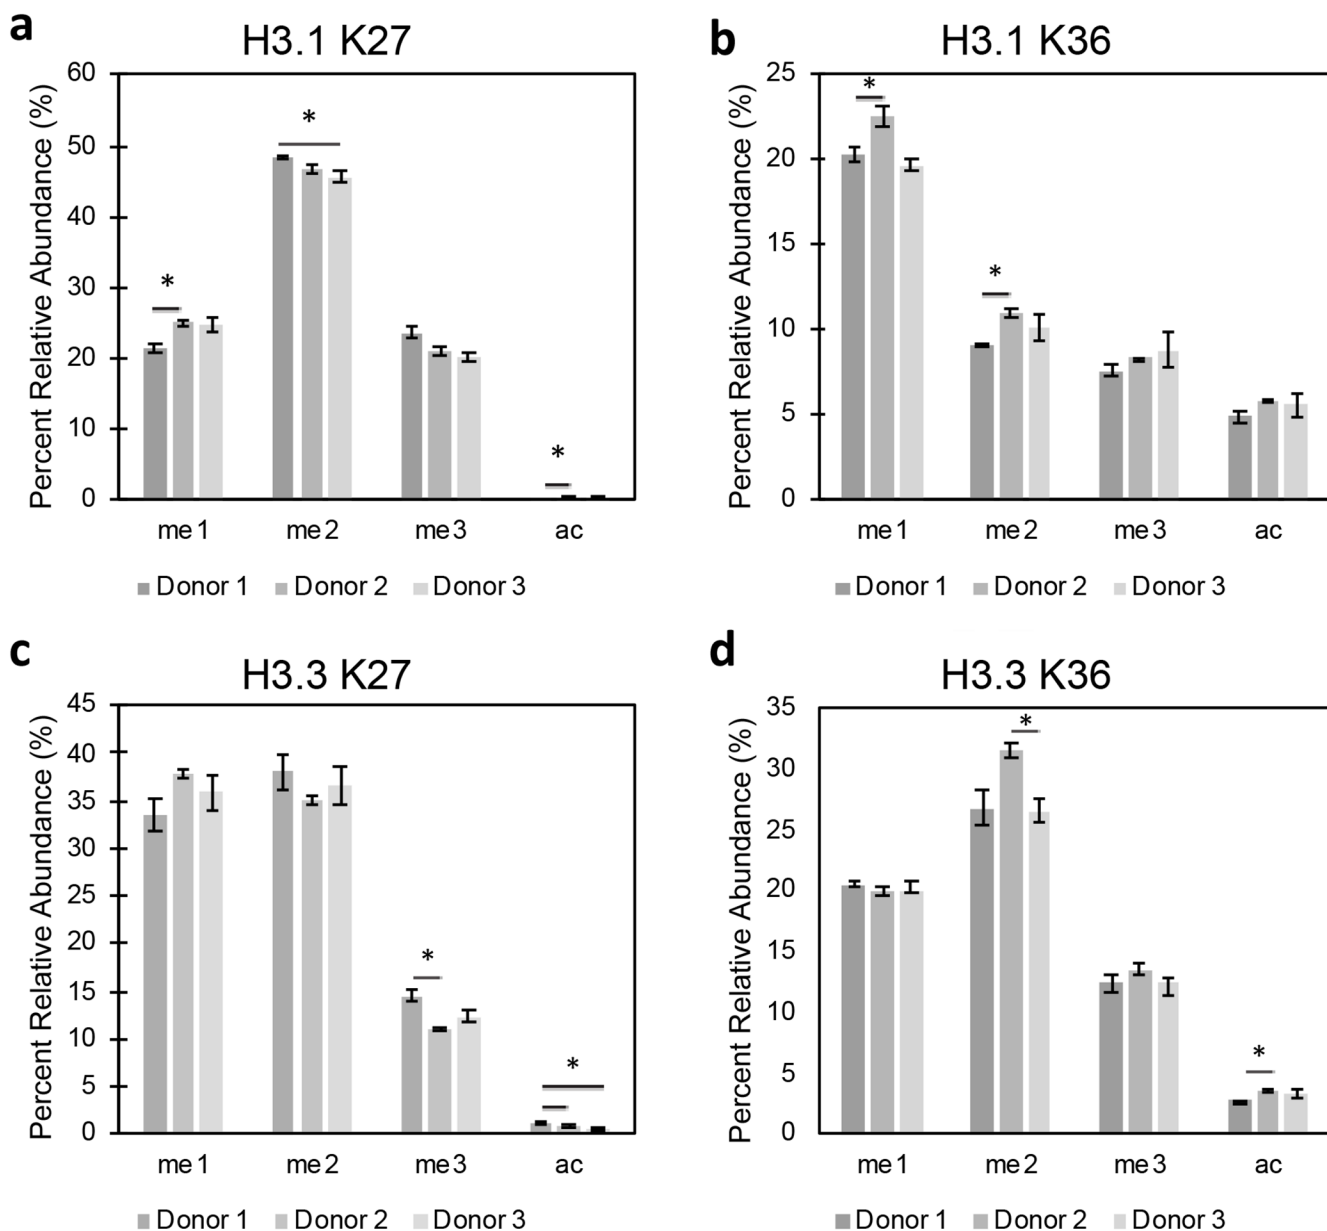 a
H3.1 K27
Percent Relative Abundance (%)
60
50
40
30
20
10
0
*
*
*
me1 me2 me3 ac
Donor 1 Donor 2 Donor 3
b
H3.1 K36
Percent Relative Abundance (%)
25
20
15
10
5
0
*
*
me1 me2 me3 ac
Donor 1 Donor 2 Donor 3
c
H3.3 K27
Percent Relative Abundance (%)
45
40
35
30
25
20
15
10
5
0
*
*
me1 me2 me3 ac
Donor 1 Donor 2 Donor 3
d
H3.3 K36
Percent Relative Abundance (%)
35
30
25
20
15
10
5
0
*
*
me1 me2 me3 ac
Donor 1 Donor 2 Donor 3